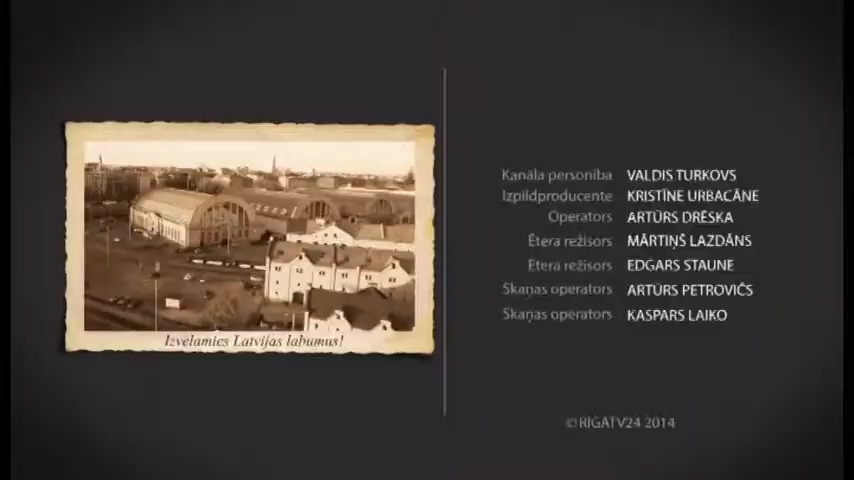 Izvēlamies Latvijas labumus!
Kanāla personība VALDIS TURKOVS
Izpildproducente KRISTĪNE URBACĀNE
Operators ARTŪRS DRĒSKA
Ētera režisors MĀRTIŅŠ LAZDĀNS
Ētera režisors EDGARS STAUNE
Skaņas operators ARTŪRS PETROVIČS
Skaņas operators KASPARS LAIKO
©RĪGATV24 2014